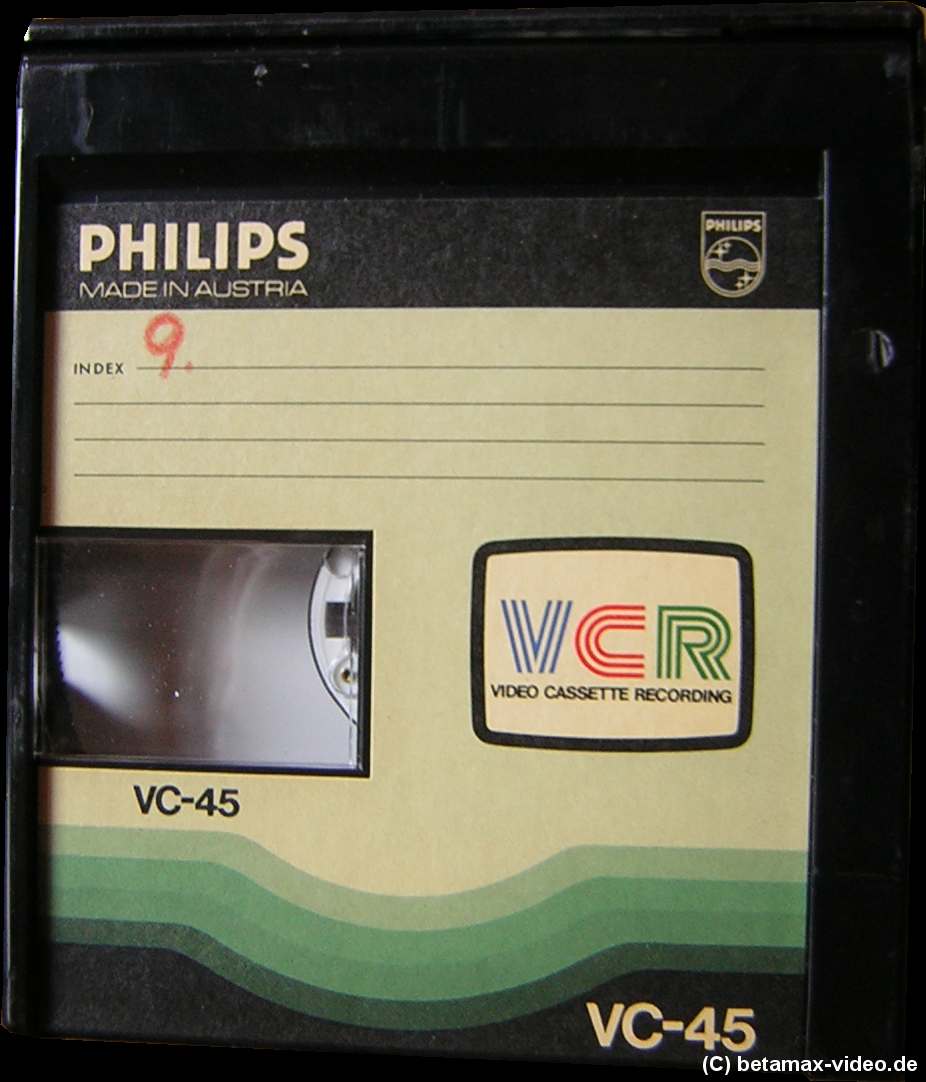 PHILIPS
MADE IN AUSTRIA
PHILIPS
9.
INDEX
VCR
VIDEO CASSETTE RECORDING
VC-45
VC-45
(C) betamax-video.de